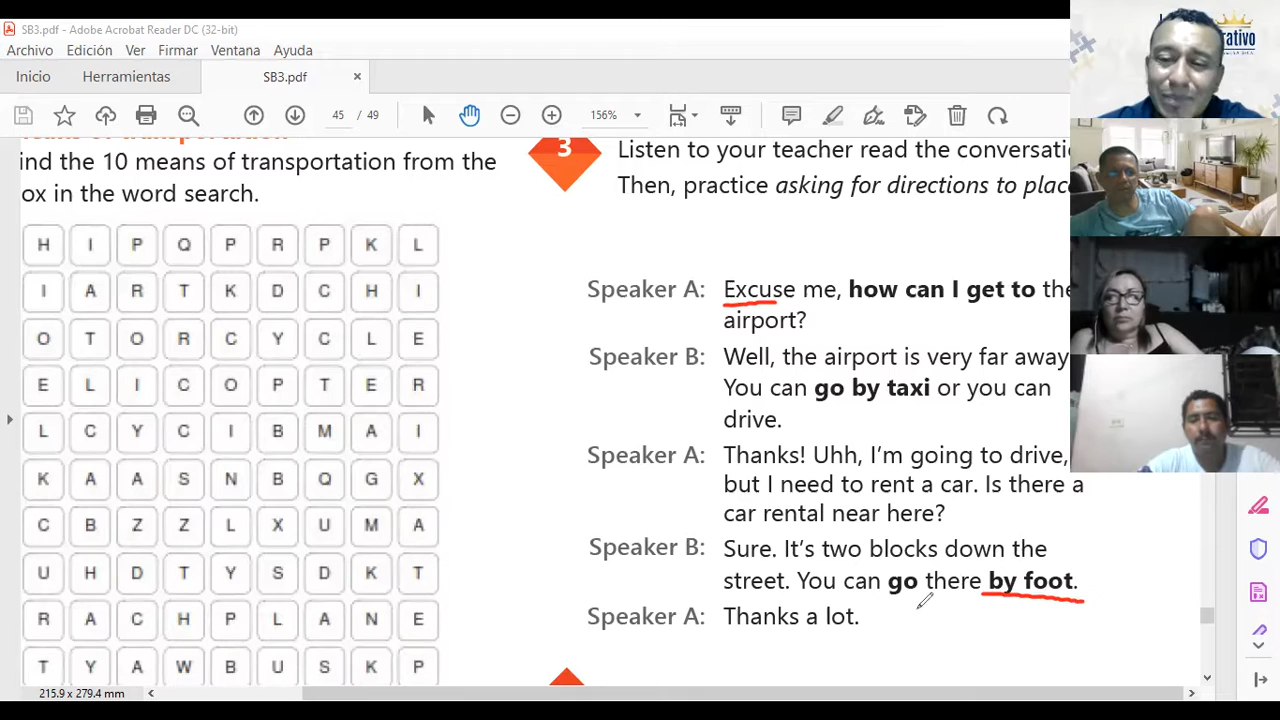 SB3.pdf - Adobe Acrobat Reader DC (32-bit)
Archivo Edición Ver Firmar Ventana Ayuda
Inicio Herramientas SB3.pdf ×
45 / 49 156%
ind the 10 means of transportation from the
ox in the word search.
H I P Q P R P K L
I A R T K D C H I
O T O R C Y C L E
E L I C O P T E R
L C Y C I B M A I
K A A S N B Q G X
C B Z Z L X U M A
U H D T Y S D K T
R A C H P L A N E
T Y A W B U S K P
3
Listen to your teacher read the conversati
Then, practice asking for directions to plac
Speaker A: Excuse me, how can I get to the
airport?
Speaker B: Well, the airport is very far away
You can go by taxi or you can
drive.
Speaker A: Thanks! Uhh, I’m going to drive,
but I need to rent a car. Is there a
car rental near here?
Speaker B: Sure. It’s two blocks down the
street. You can go there by foot.
Speaker A: Thanks a lot.
215.9 x 279.4 mm